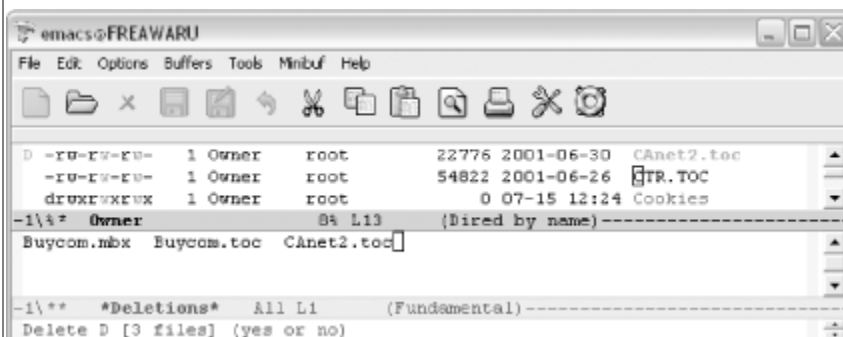 emacs@FREAWARU
File Edit Options Buffers Tools Minibuf Help
D -rw-rw-rw- 1 Owner root 22776 2001-06-30 CAnet2.toc
-rw-rw-rw- 1 Owner root 54822 2001-06-26 CTR.TOC
drwxrwxrwx 1 Owner root 0 07-15 12:24 Cookies
-1\%* Owner 8% L13 (Dired by name)---------------------
Buycom.mbx Buycom.toc CAnet2.toc
-1\** *Deletions* All L1 (Fundamental)----------------------------
Delete D [3 files] (yes or no)